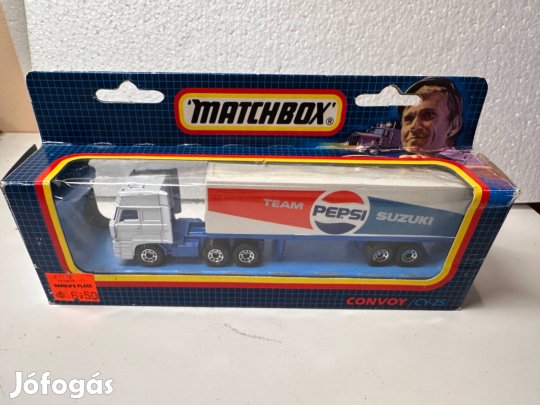 "MATCHBOX"®
TEAM PEPSI SUZUKI
HAROLD'S PLACE
6.50
CONVOY / CY-25
Jófogás